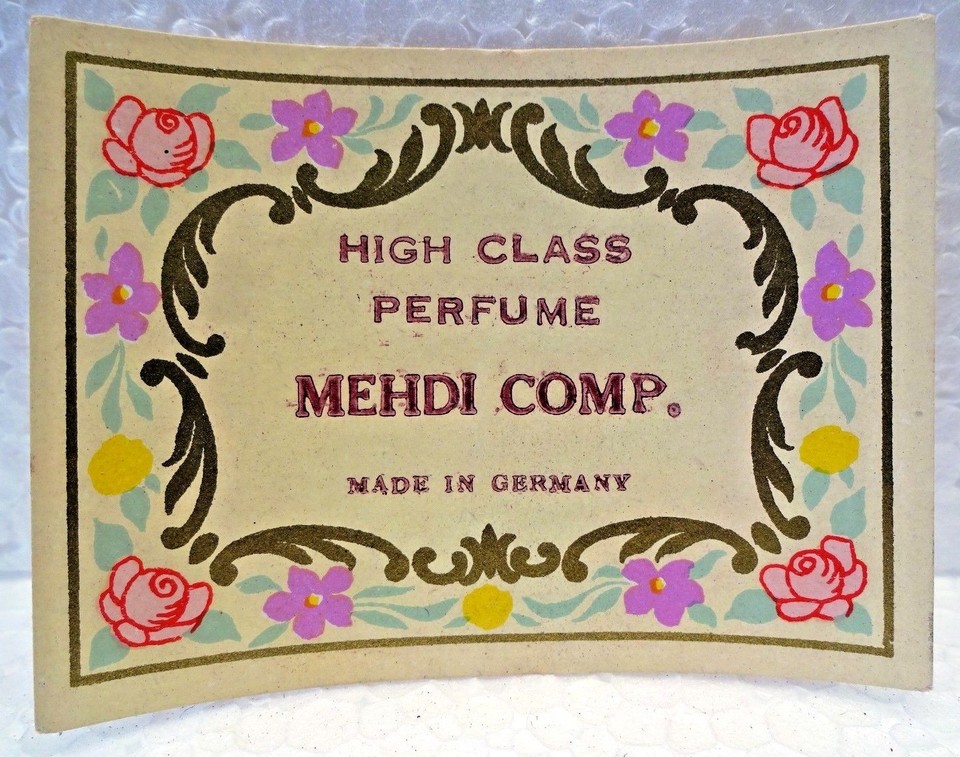 HIGH CLASS
PERFUME
MEHDI COMP.
MADE IN GERMANY